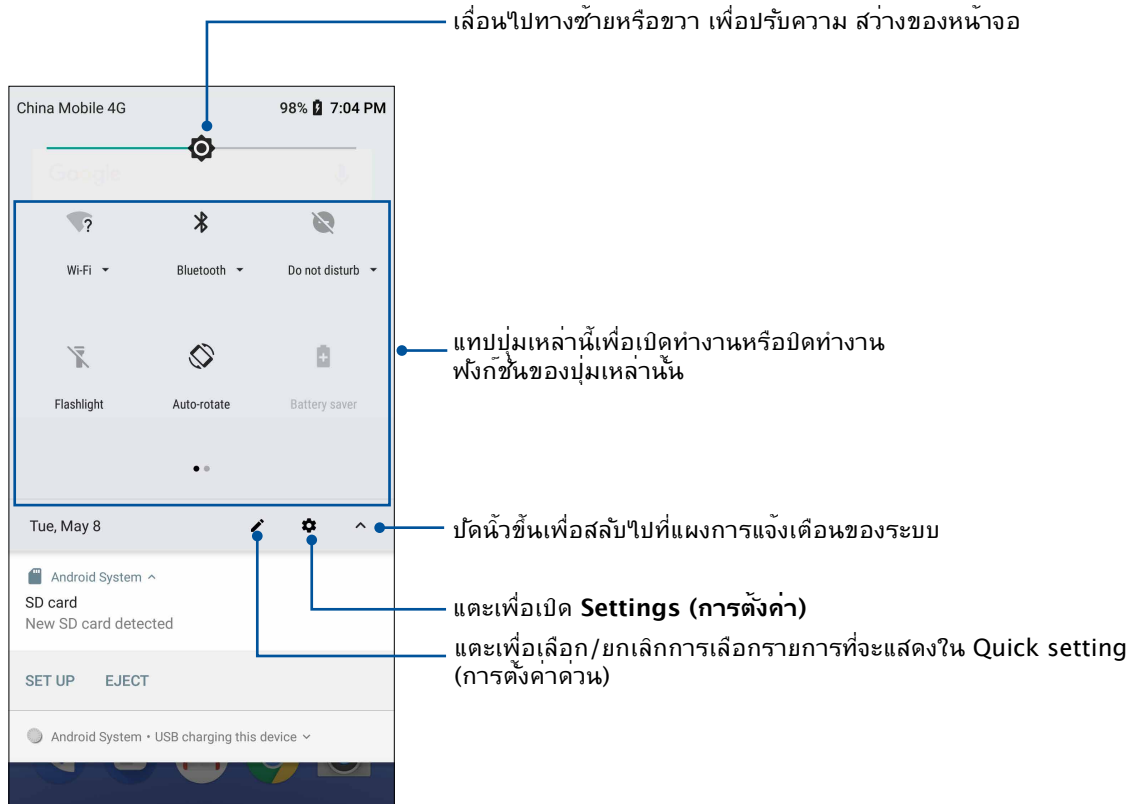 เลื่อนไปทางซ้ายหรือขวา เพื่อปรับความ สว่างของหน้าจอ
China Mobile 4G 98% 7:04 PM
Google
?
Wi-Fi Bluetooth Do not disturb
แทปปุ่มเหล่านี้เพื่อเปิดทำงานหรือปิดทำงาน
ฟังก์ชั่นของปุ่มเหล่านั้น
Flashlight Auto-rotate Battery saver
Tue, May 8
ปัดนิ้วขึ้นเพื่อสลับไปที่แผงการแจ้งเตือนของระบบ
Android System
SD card
New SD card detected
แตะเพื่อเปิด Settings (การตั้งค่า)
แตะเพื่อเลือก/ยกเลิกการเลือกรายการที่จะแสดงใน Quick setting
(การตั้งค่าด่วน)
SET UP EJECT
Android System • USB charging this device